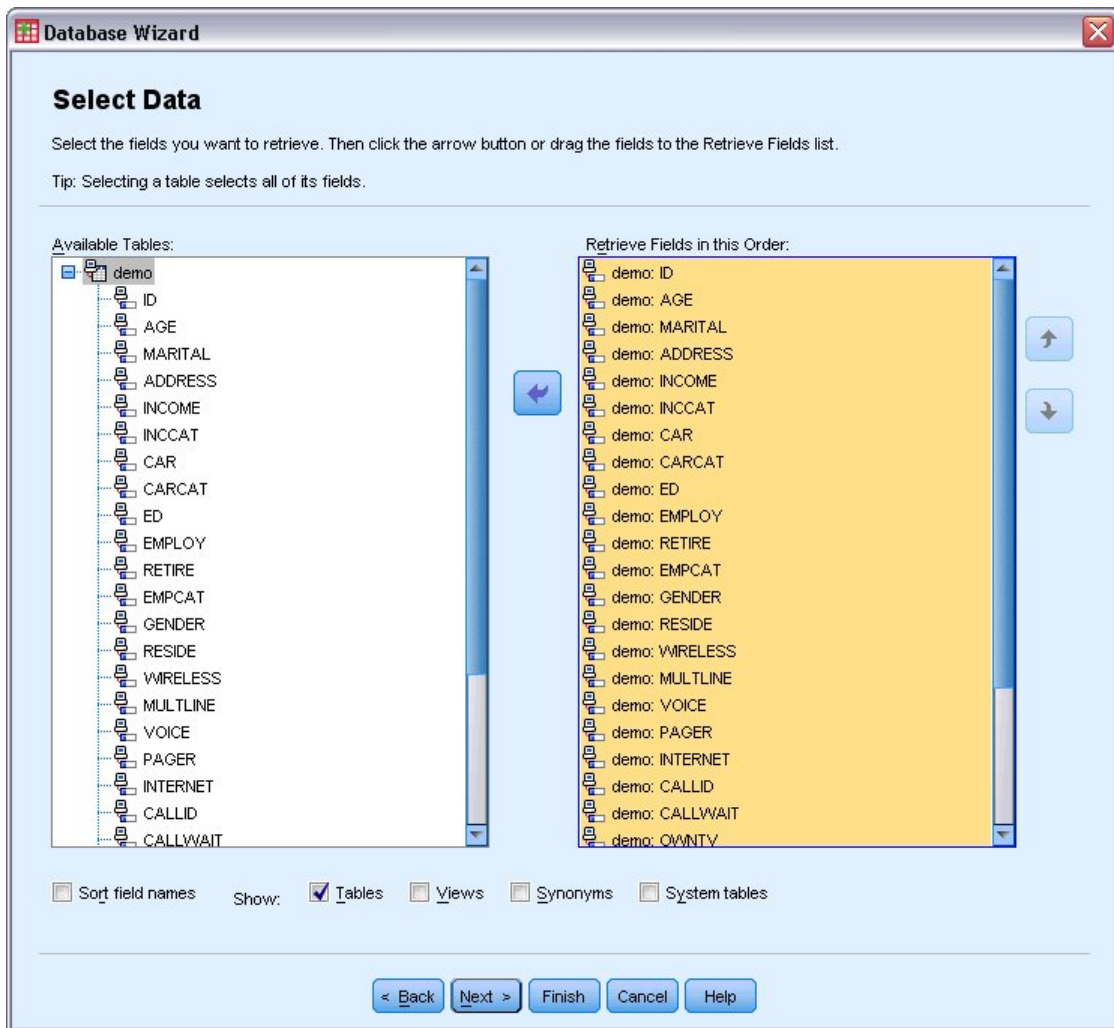 Database Wizard
Select Data
Select the fields you want to retrieve. Then click the arrow button or drag the fields to the Retrieve Fields list.
Tip: Selecting a table selects all of its fields.
Available Tables:
demo
ID
AGE
MARITAL
ADDRESS
INCOME
INCCAT
CAR
CARCAT
ED
EMPLOY
RETIRE
EMPCAT
GENDER
RESIDE
WIRELESS
MULTLINE
VOICE
PAGER
INTERNET
CALLID
CALLWAIT
Retrieve Fields in this Order:
demo: ID
demo: AGE
demo: MARITAL
demo: ADDRESS
demo: INCOME
demo: INCCAT
demo: CAR
demo: CARCAT
demo: ED
demo: EMPLOY
demo: RETIRE
demo: EMPCAT
demo: GENDER
demo: RESIDE
demo: WIRELESS
demo: MULTLINE
demo: VOICE
demo: PAGER
demo: INTERNET
demo: CALLID
demo: CALLWAIT
demo: OWNTV
Sort field names Show: Tables Views Synonyms System tables
< Back Next > Finish Cancel Help